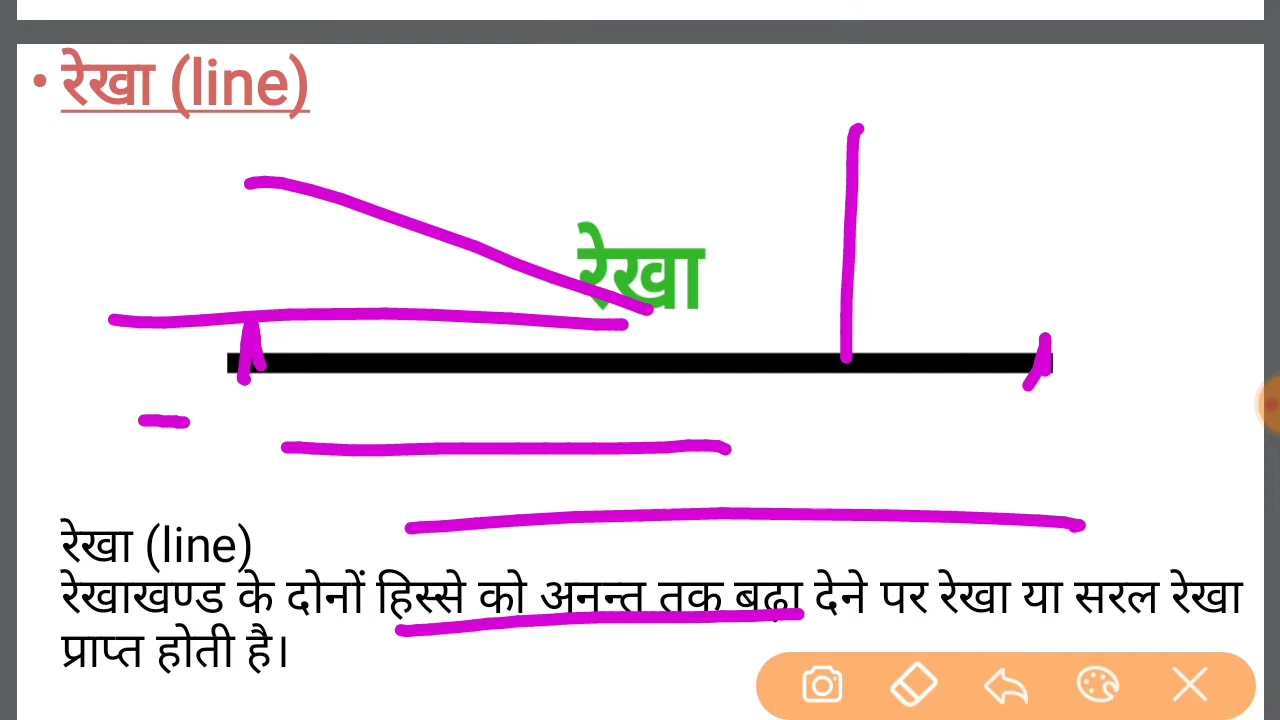 • रेखा (line)
रेखा
रेखा (line)
रेखाखण्ड के दोनों हिस्से को अनन्त तक बढ़ा देने पर रेखा या सरल रेखा
प्राप्त होती है।